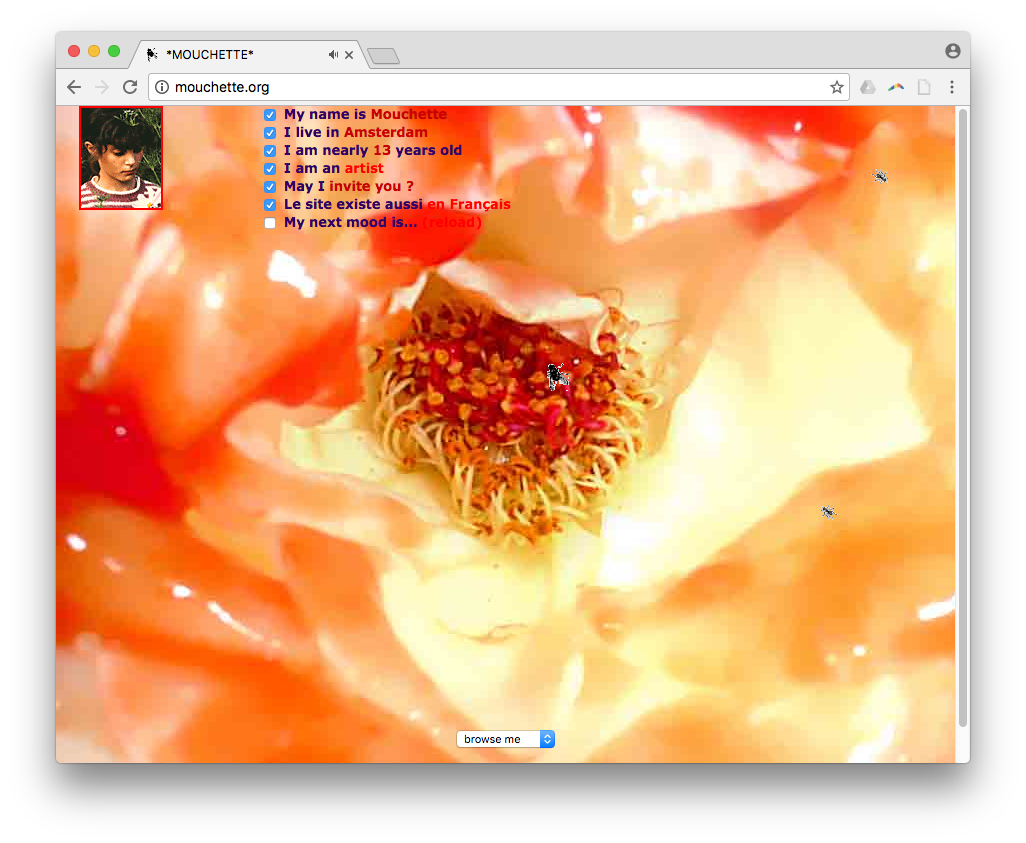 *MOUCHETTE*
mouchette.org
My name is Mouchette
I live in Amsterdam
I am nearly 13 years old
I am an artist
May I invite you ?
Le site existe aussi en Français
My next mood is... (reload)
browse me